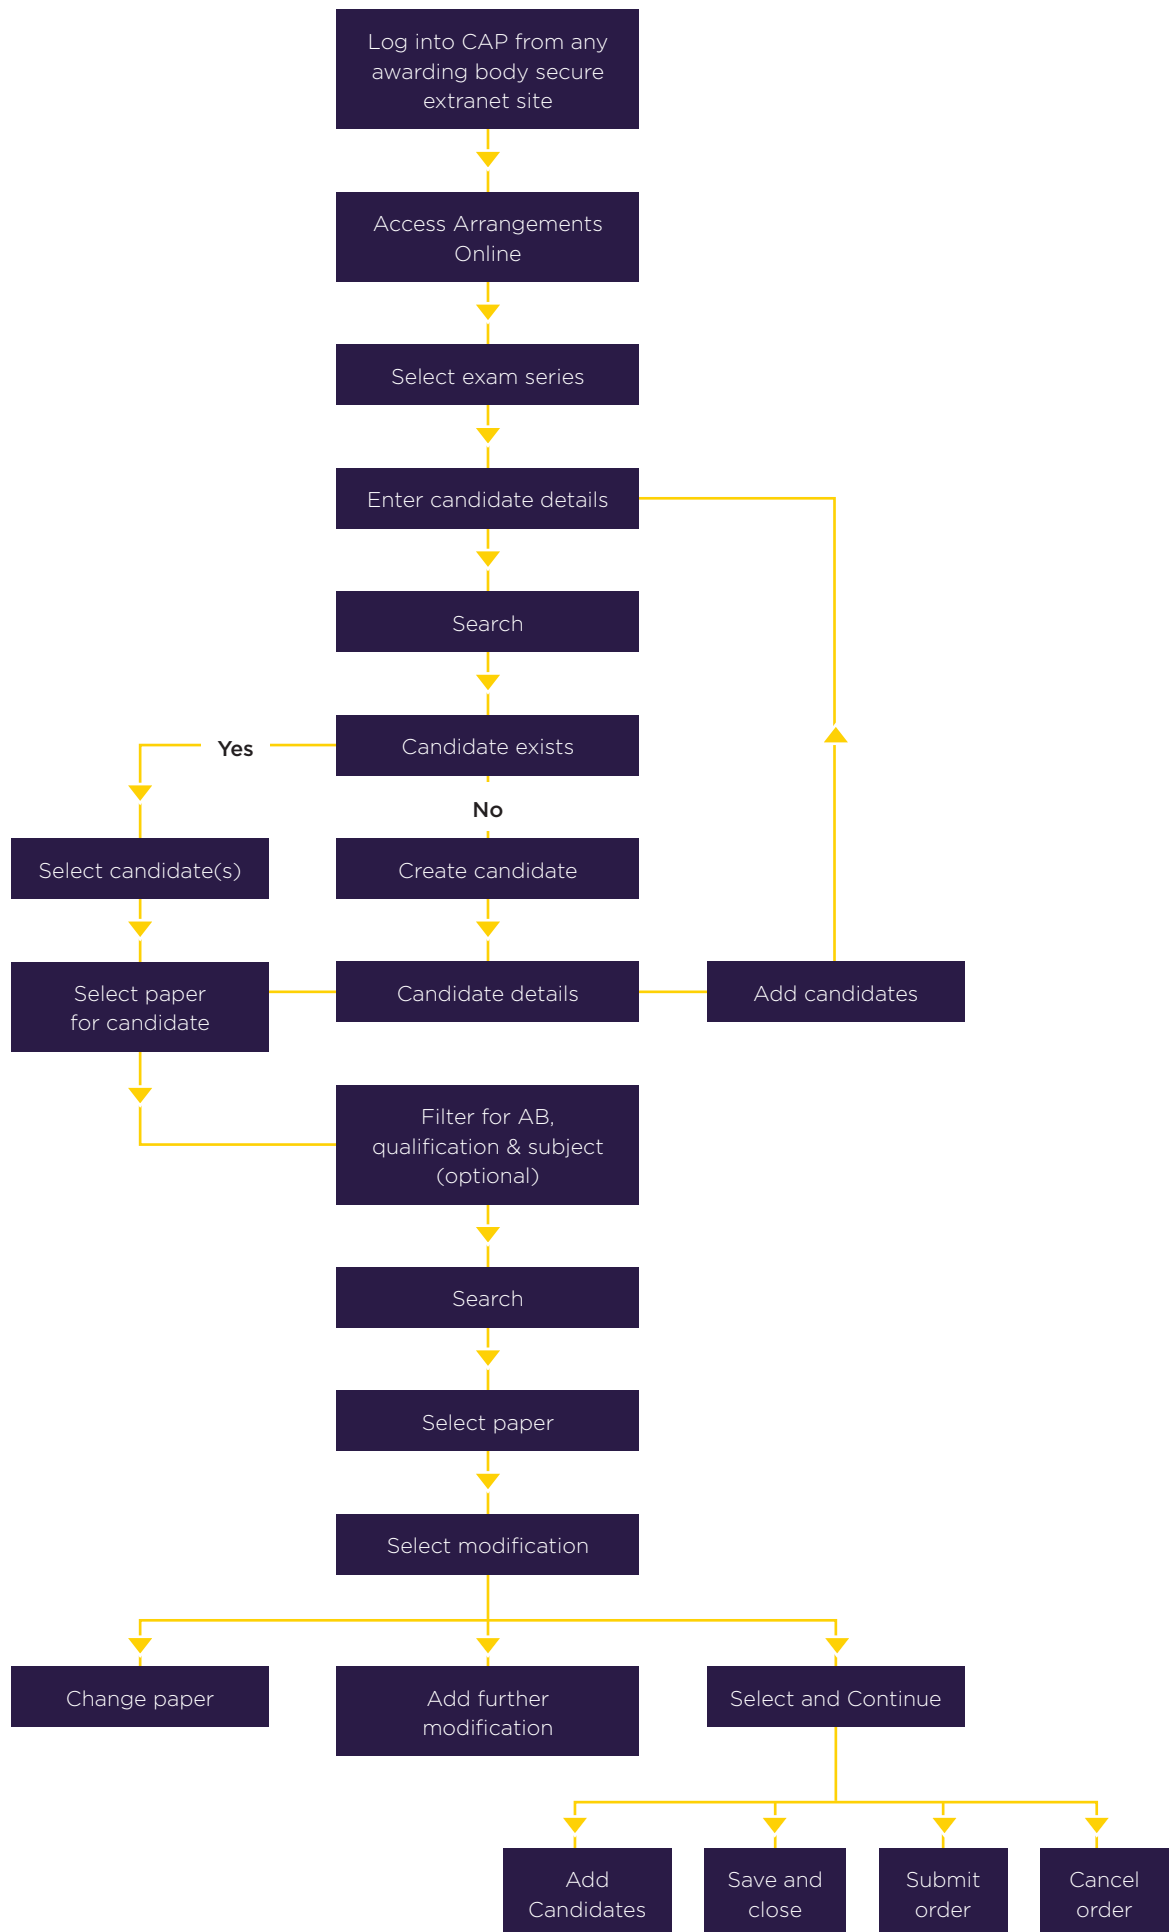 Log into CAP from any
awarding body secure
extranet site
Access Arrangements
Online
Select exam series
Enter candidate details
Search
Candidate exists
Yes
No
Select candidate(s)
Create candidate
Select paper
for candidate
Candidate details
Add candidates
Filter for AB,
qualification & subject
(optional)
Search
Select paper
Select modification
Change paper
Add further
modification
Select and Continue
Add
Candidates
Save and
close
Submit
order
Cancel
order